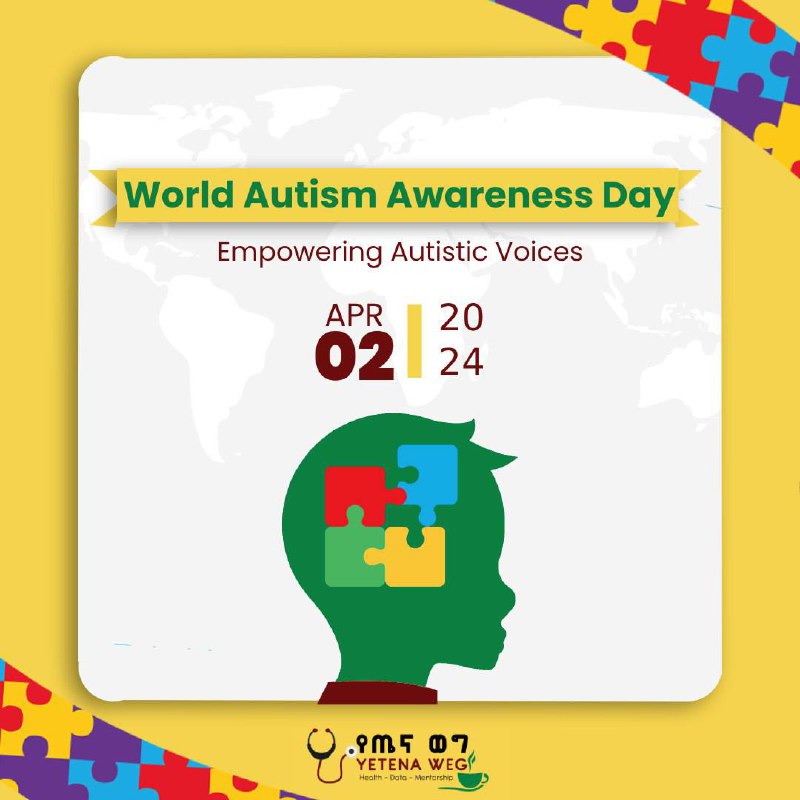 World Autism Awareness Day
Empowering Autistic Voices
APR
02
20
24
የጤና ወግ
YETENA WEG
Health - Data - Mentorship